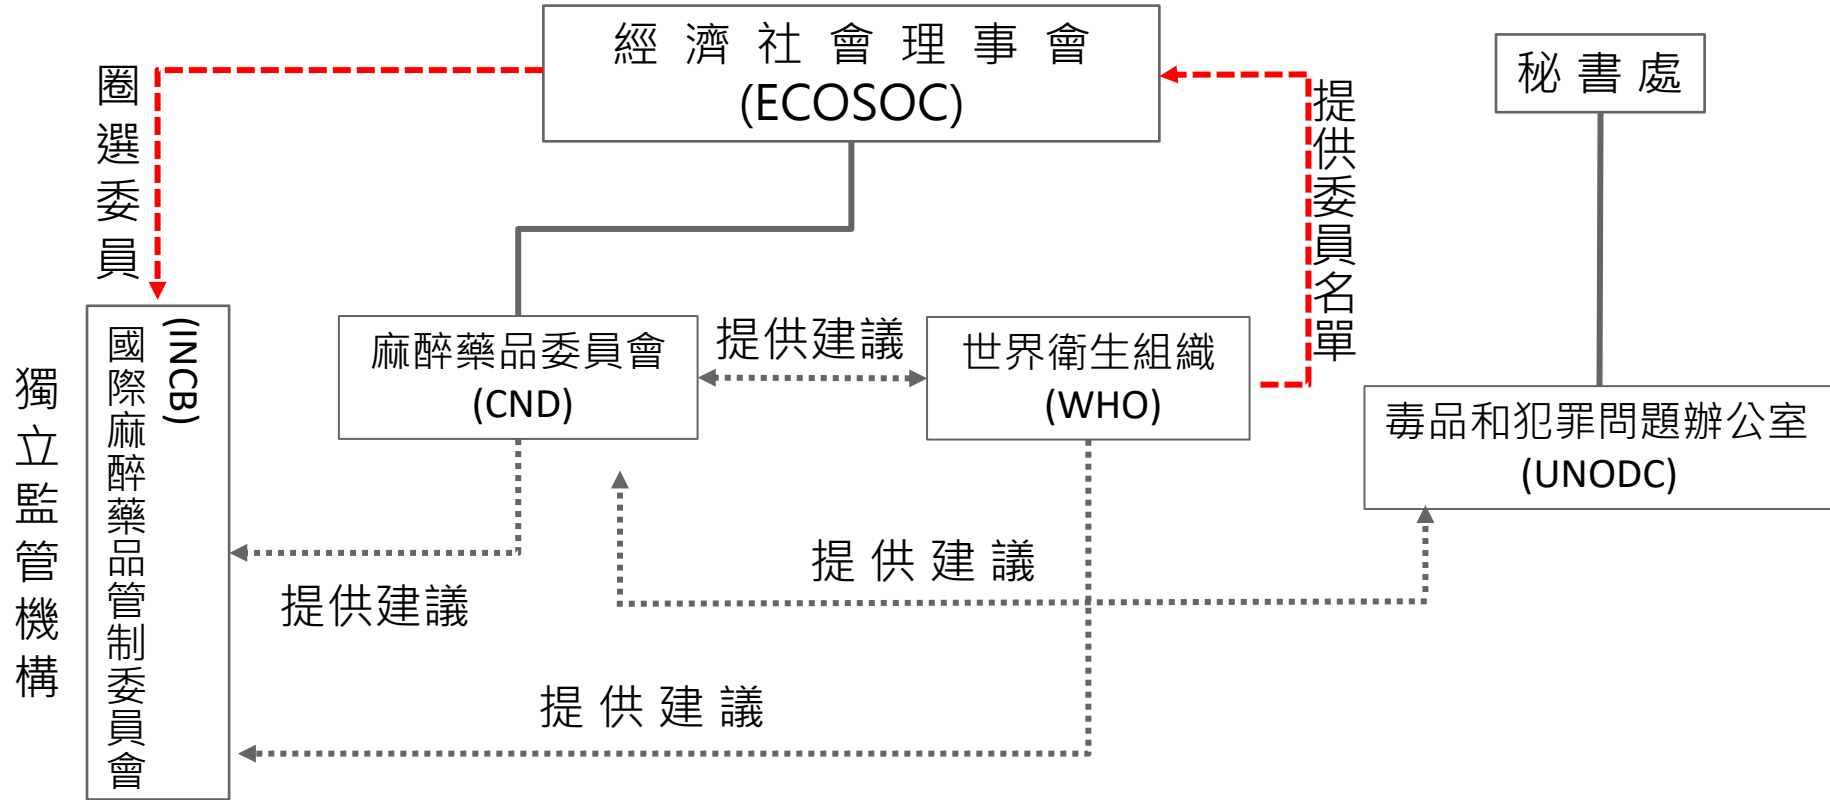 經濟社會理事會
(ECOSOC)
秘書處
圈選委員
提供委員名單
麻醉藥品委員會
(CND)
提供建議
世界衛生組織
(WHO)
毒品和犯罪問題辦公室
(UNODC)
獨立監管機構
(INCB)
國際麻醉藥品管制委員會
提供建議
提供建議
提供建議